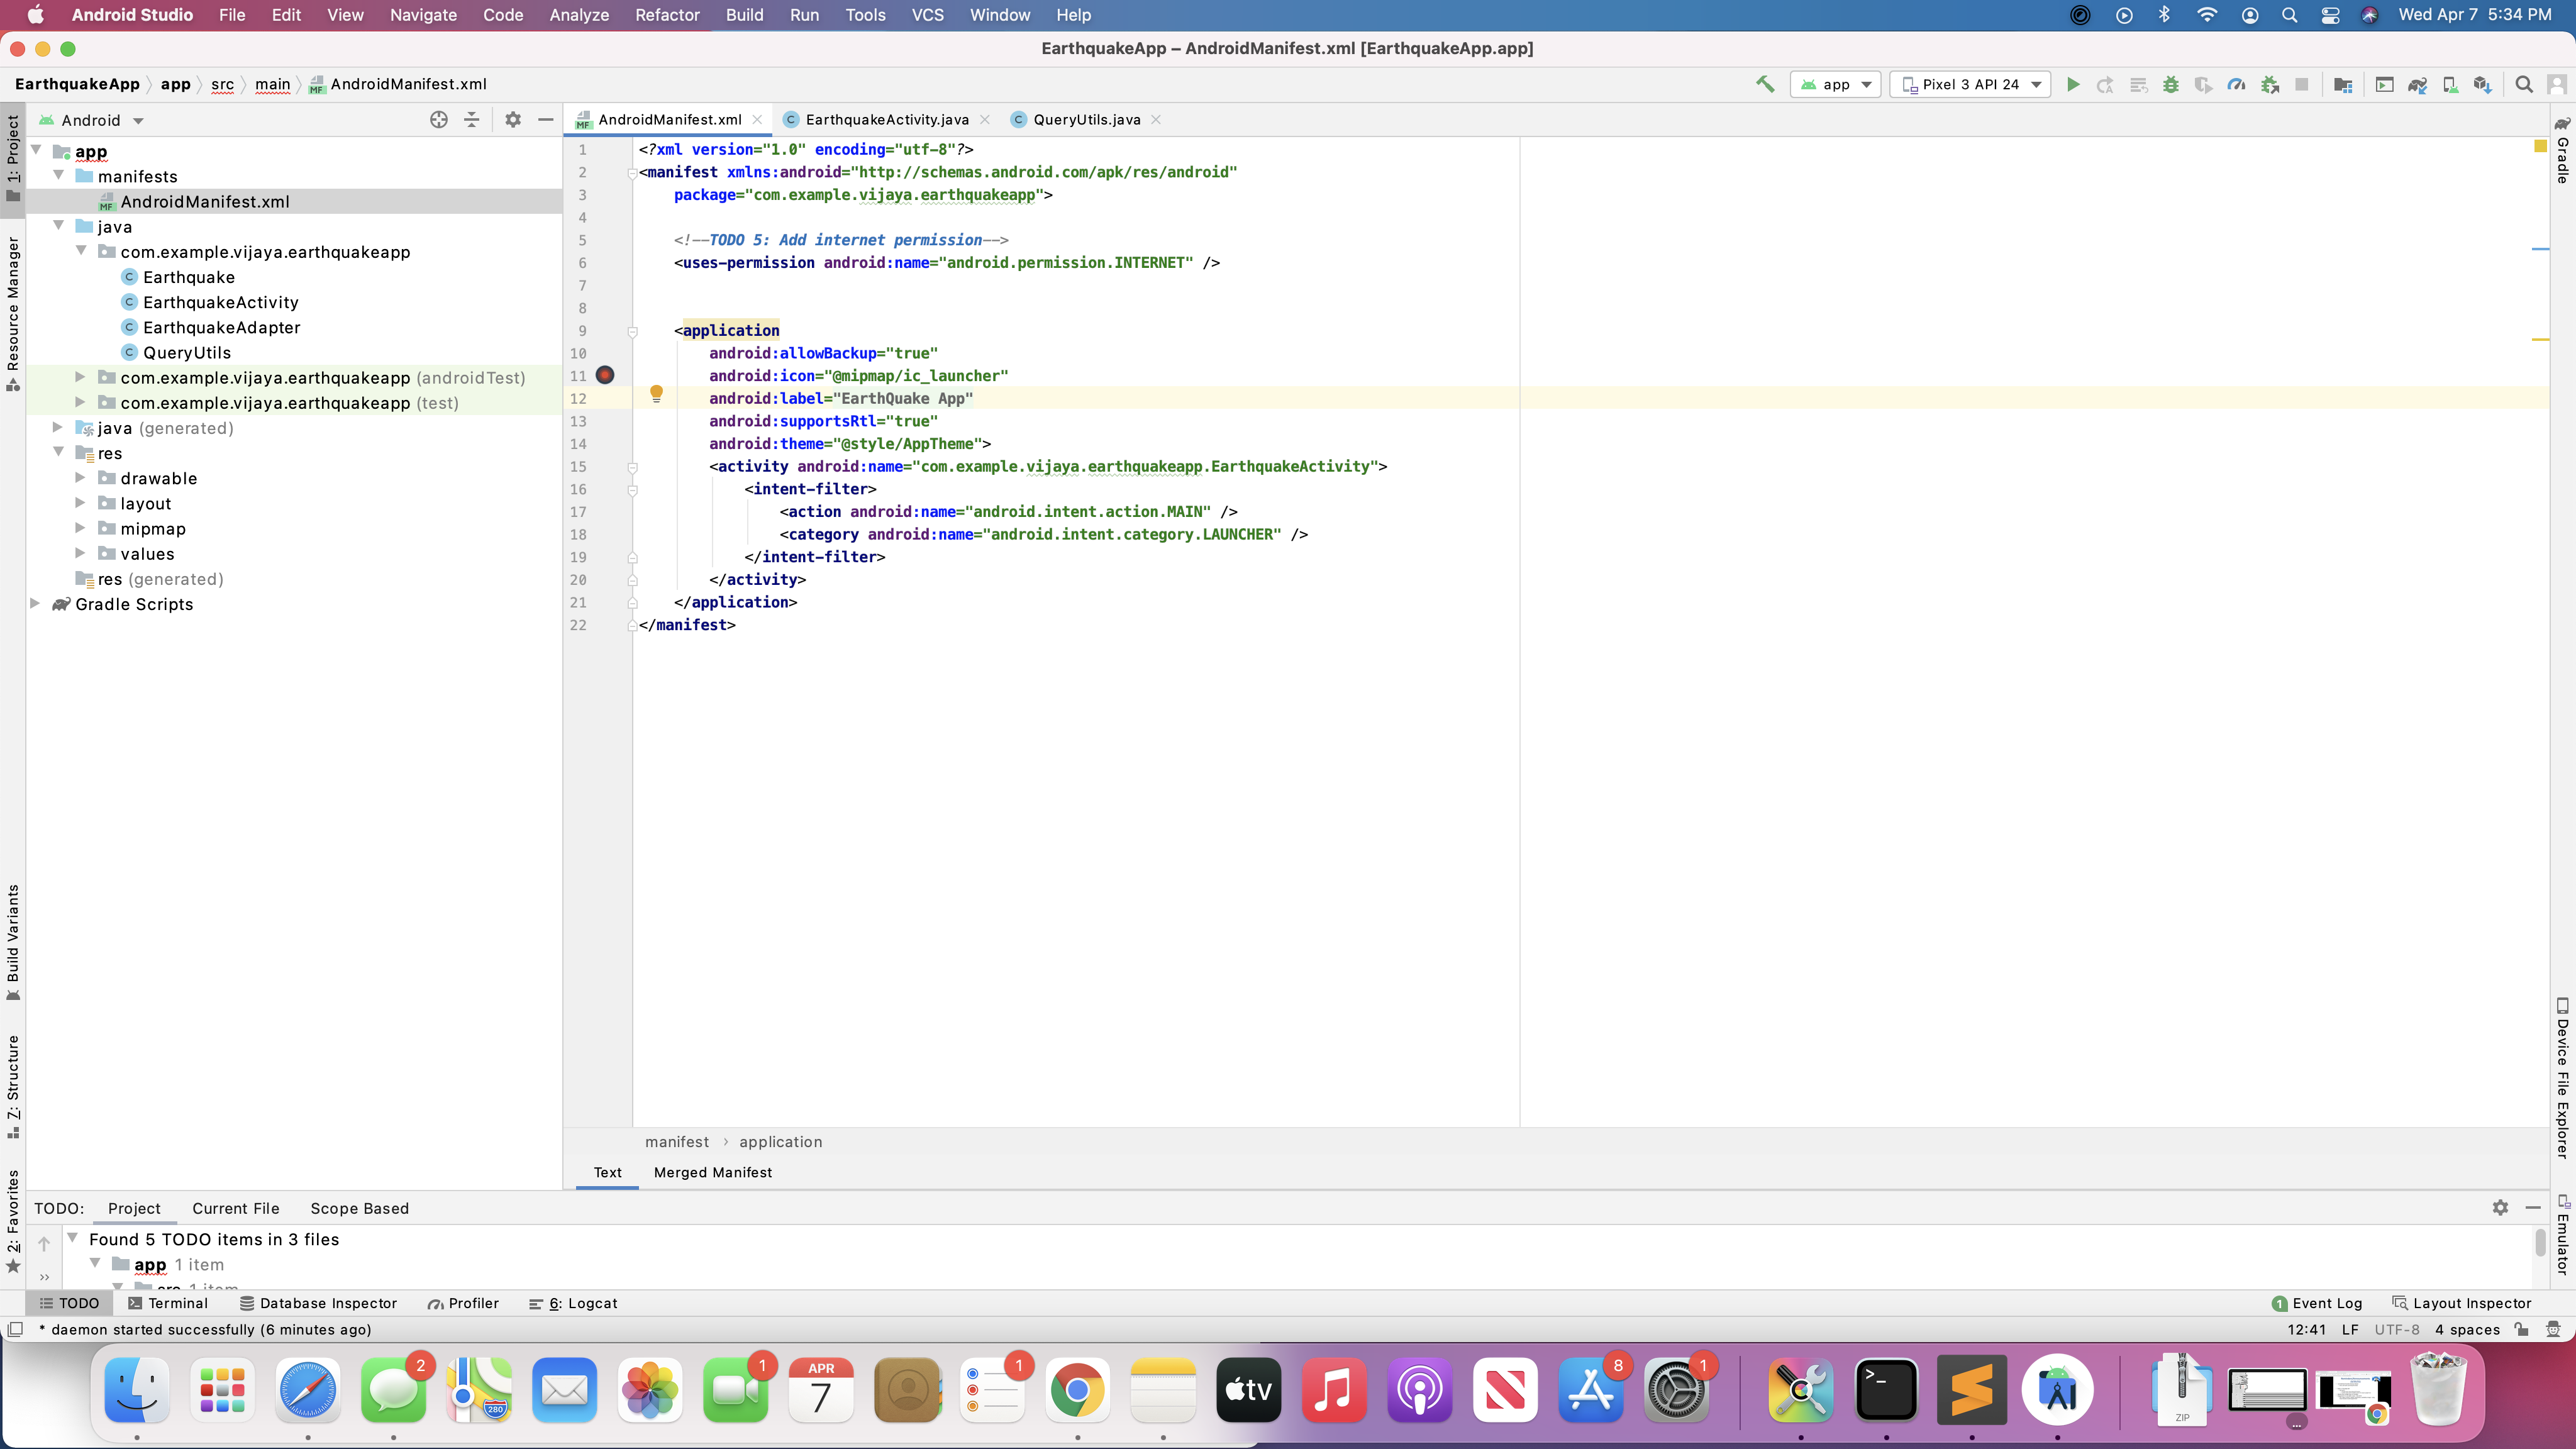 Android Studio File Edit View Navigate Code Analyze Refactor Build Run Tools VCS Window Help Wed Apr 7 5:34 PM
EarthquakeApp – AndroidManifest.xml [EarthquakeApp.app]
EarthquakeApp app src main AndroidManifest.xml app Pixel 3 API 24
Android
AndroidManifest.xml EarthquakeActivity.java QueryUtils.java
1: Project
Resource Manager
Build Variants
7: Structure
2: Favorites
app
manifests
AndroidManifest.xml
java
com.example.vijaya.earthquakeapp
Earthquake
EarthquakeActivity
EarthquakeAdapter
QueryUtils
com.example.vijaya.earthquakeapp (androidTest)
com.example.vijaya.earthquakeapp (test)
java (generated)
res
drawable
layout
mipmap
values
res (generated)
Gradle Scripts
1 <?xml version="1.0" encoding="utf-8"?>
2 <manifest xmlns:android="http://schemas.android.com/apk/res/android"
3 package="com.example.vijaya.earthquakeapp">
4
5 <!--TODO 5: Add internet permission-->
6 <uses-permission android:name="android.permission.INTERNET" />
7
8
9 <application
10 android:allowBackup="true"
11 android:icon="@mipmap/ic_launcher"
12 android:label="EarthQuake App"
13 android:supportsRtl="true"
14 android:theme="@style/AppTheme">
15 <activity android:name="com.example.vijaya.earthquakeapp.EarthquakeActivity">
16 <intent-filter>
17 <action android:name="android.intent.action.MAIN" />
18 <category android:name="android.intent.category.LAUNCHER" />
19 </intent-filter>
20 </activity>
21 </application>
22 </manifest>
manifest › application
Text Merged Manifest
Gradle
Device File Explorer
Emulator
TODO: Project Current File Scope Based
Found 5 TODO items in 3 files
app 1 item
src 1 item
TODO Terminal Database Inspector Profiler 6: Logcat 1 Event Log Layout Inspector
* daemon started successfully (6 minutes ago) 12:41 LF UTF-8 4 spaces
2 280 1 APR 7 1 tv 8 1 >_ ZIP